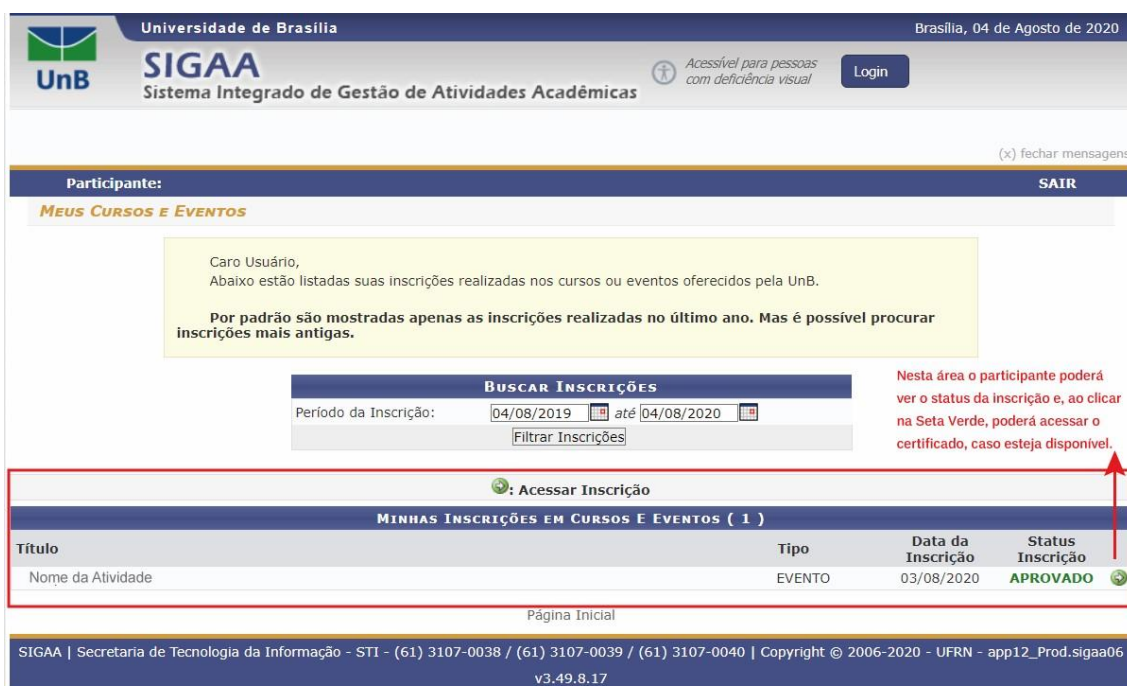 Universidade de Brasília
Brasília, 04 de Agosto de 2020
UnB
SIGAA
Sistema Integrado de Gestão de Atividades Acadêmicas
Acessível para pessoas
com deficiência visual
Login
(x) fechar mensagens
Participante:
SAIR
MEUS CURSOS E EVENTOS
Caro Usuário,
Abaixo estão listadas suas inscrições realizadas nos cursos ou eventos oferecidos pela UnB.
Por padrão são mostradas apenas as inscrições realizadas no último ano. Mas é possível procurar
inscrições mais antigas.
BUSCAR INSCRIÇÕES
Período da Inscrição: 04/08/2019 até 04/08/2020
Filtrar Inscrições
Nesta área o participante poderá
ver o status da inscrição e, ao clicar
na Seta Verde, poderá acessar o
certificado, caso esteja disponível.
: Acessar Inscrição
MINHAS INSCRIÇÕES EM CURSOS E EVENTOS ( 1 )
Título Tipo Data da Inscrição Status Inscrição
Nome da Atividade EVENTO 03/08/2020 APROVADO
Página Inicial
SIGAA | Secretaria de Tecnologia da Informação - STI - (61) 3107-0038 / (61) 3107-0039 / (61) 3107-0040 | Copyright © 2006-2020 - UFRN - app12_Prod.sigaa06
v3.49.8.17